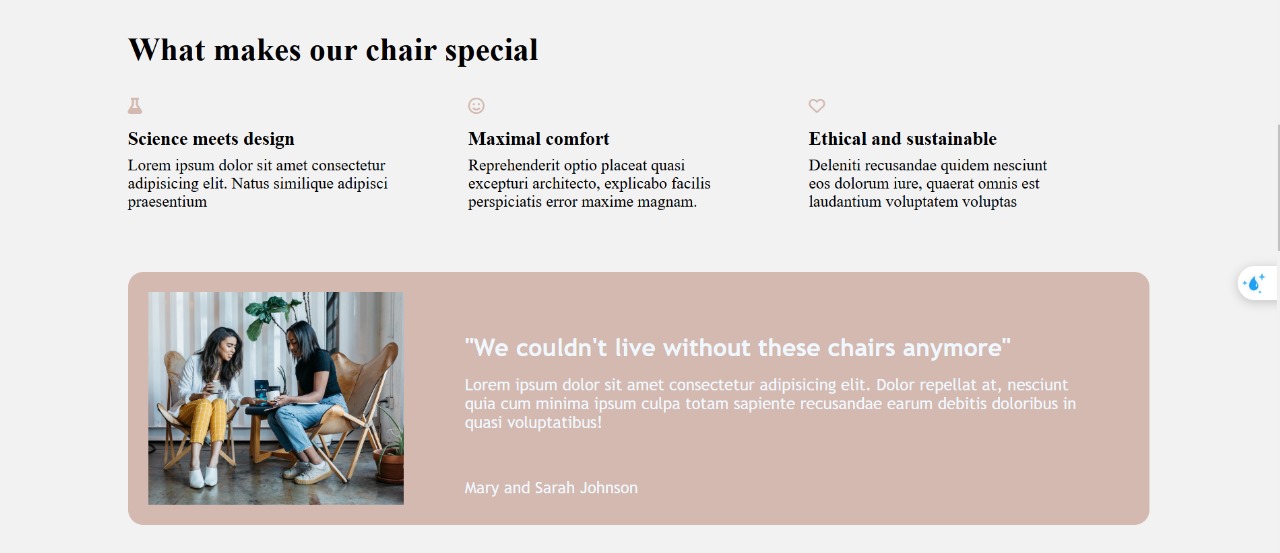 What makes our chair special
Science meets design
Lorem ipsum dolor sit amet consectetur
adipisicing elit. Natus similique adipisci
praesentium
Maximal comfort
Reprehenderit optio placeat quasi
excepturi architecto, explicabo facilis
perspiciatis error maxime magnam.
Ethical and sustainable
Deleniti recusandae quidem nesciunt
eos dolorum iure, quaerat omnis est
laudantium voluptatem voluptas
"We couldn't live without these chairs anymore"
Lorem ipsum dolor sit amet consectetur adipisicing elit. Dolor repellat at, nesciunt
quia cum minima ipsum culpa totam sapiente recusandae earum debitis doloribus in
quasi voluptatibus!
Mary and Sarah Johnson